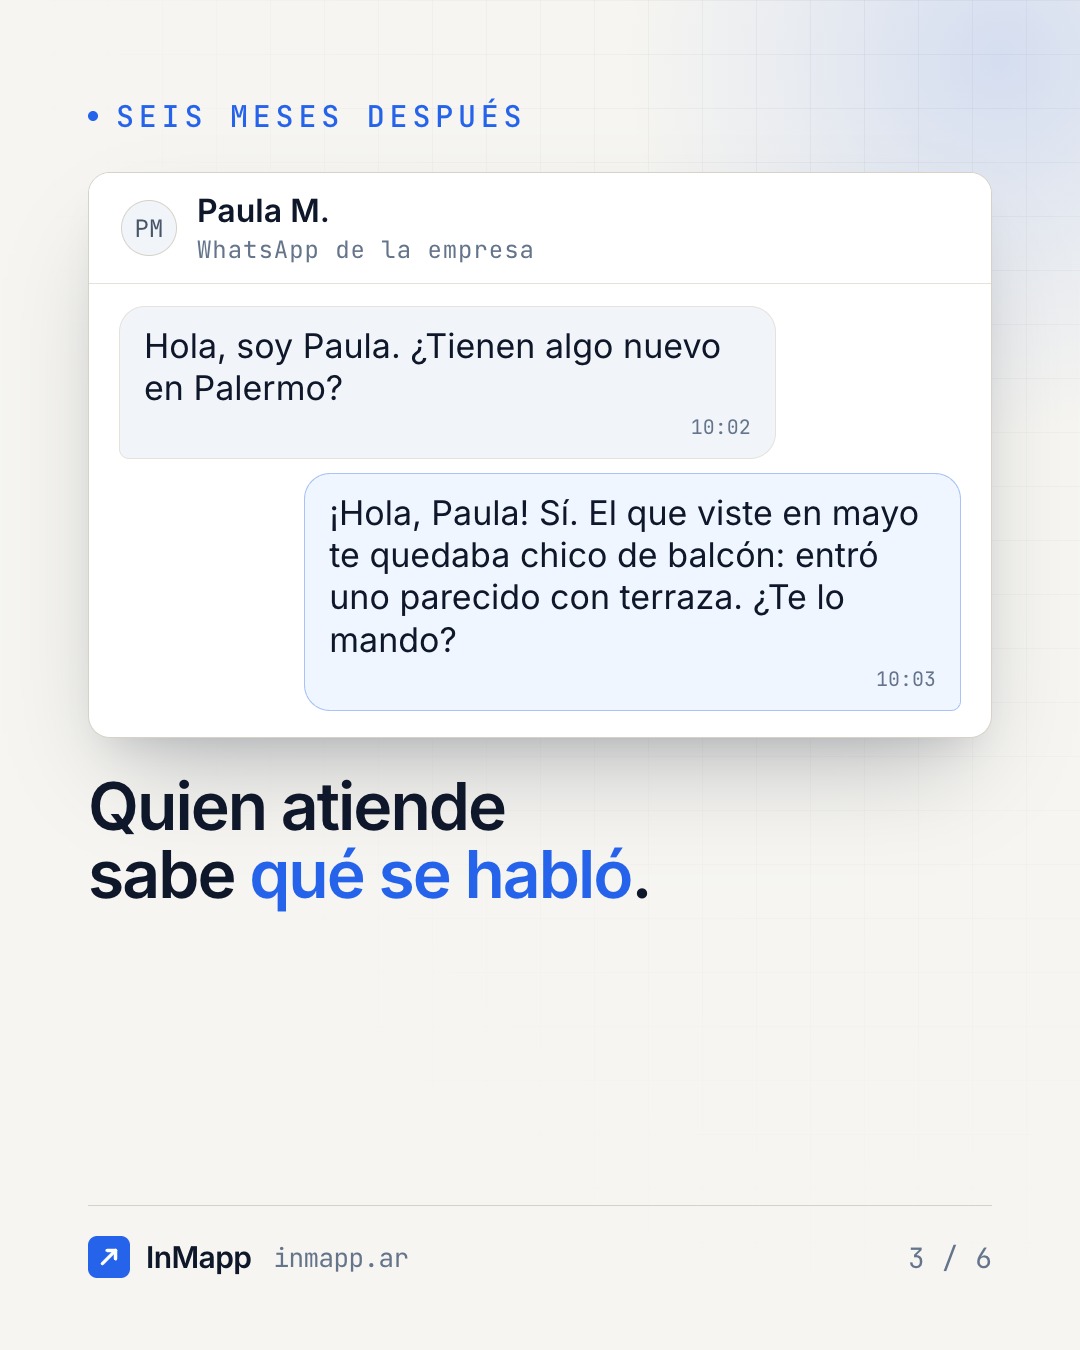 • SEIS MESES DESPUÉS
PM
Paula M.
WhatsApp de la empresa
Hola, soy Paula. ¿Tienen algo nuevo
en Palermo?
10:02
¡Hola, Paula! Sí. El que viste en mayo
te quedaba chico de balcón: entró
uno parecido con terraza. ¿Te lo
mando?
10:03
Quien atiende
sabe qué se habló.
InMapp inmapp.ar
3 / 6